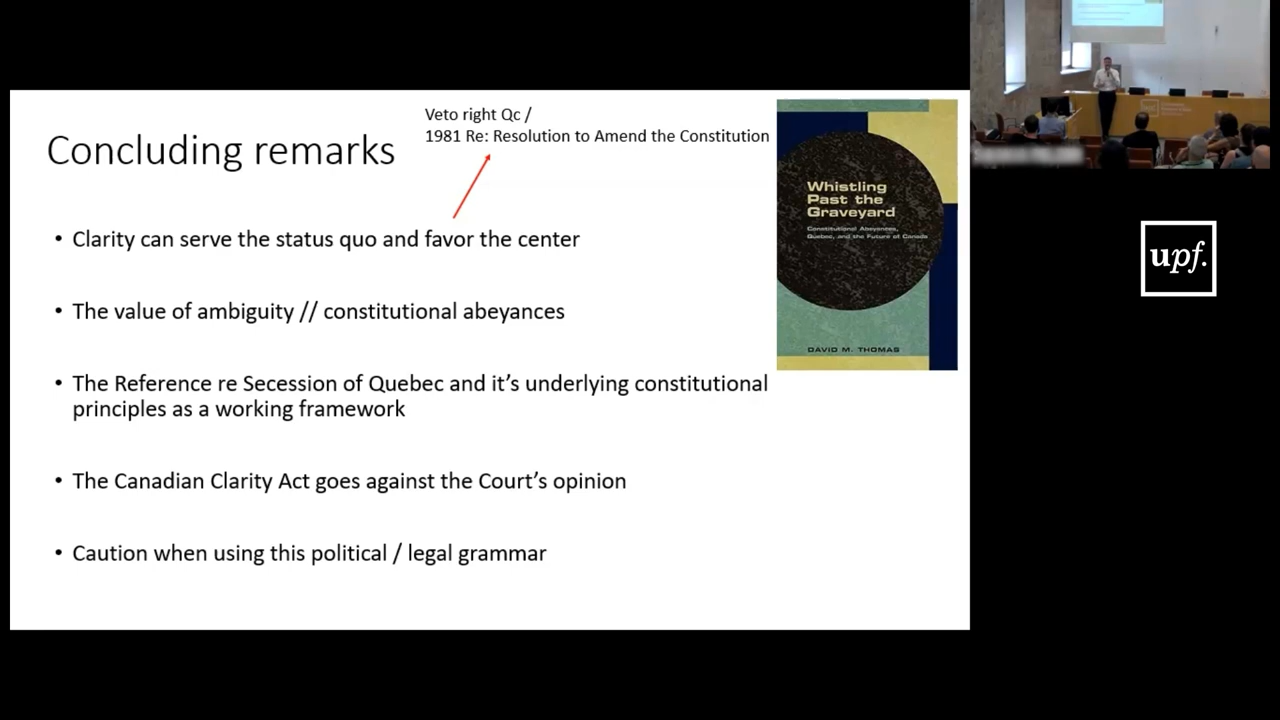 Veto right Qc /
1981 Re: Resolution to Amend the Constitution
Concluding remarks
• Clarity can serve the status quo and favor the center
• The value of ambiguity // constitutional abeyances
• The Reference re Secession of Quebec and it's underlying constitutional
principles as a working framework
• The Canadian Clarity Act goes against the Court's opinion
• Caution when using this political / legal grammar
Whistling
Past the
Graveyard
Constitutional Abeyances,
Quebec, and the Future of Canada
DAVID M. THOMAS
upf.